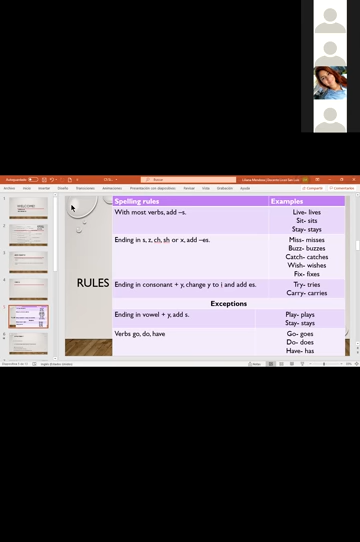 Archivo
Inicio
Insertar
Diseño
Transiciones
Animaciones
Revisar
Vista
Grabación
Ayuda
Compartir
Comentarios
RULES
Spelling rules Examples
With most verbs, add –s. Live- lives
Sit- sits
Stay- stays
Ending in s, z, ch, sh or x, add –es. Miss- misses
Buzz- buzzes
Catch- catches
Wish- wishes
Fix- fixes
Ending in consonant + y, change y to i and add es. Try- tries
Carry- carries
Exceptions
Ending in vowel + y, add s. Play- plays
Stay- stays
Verbs go, do, have Go- goes
Do- does
Have- has